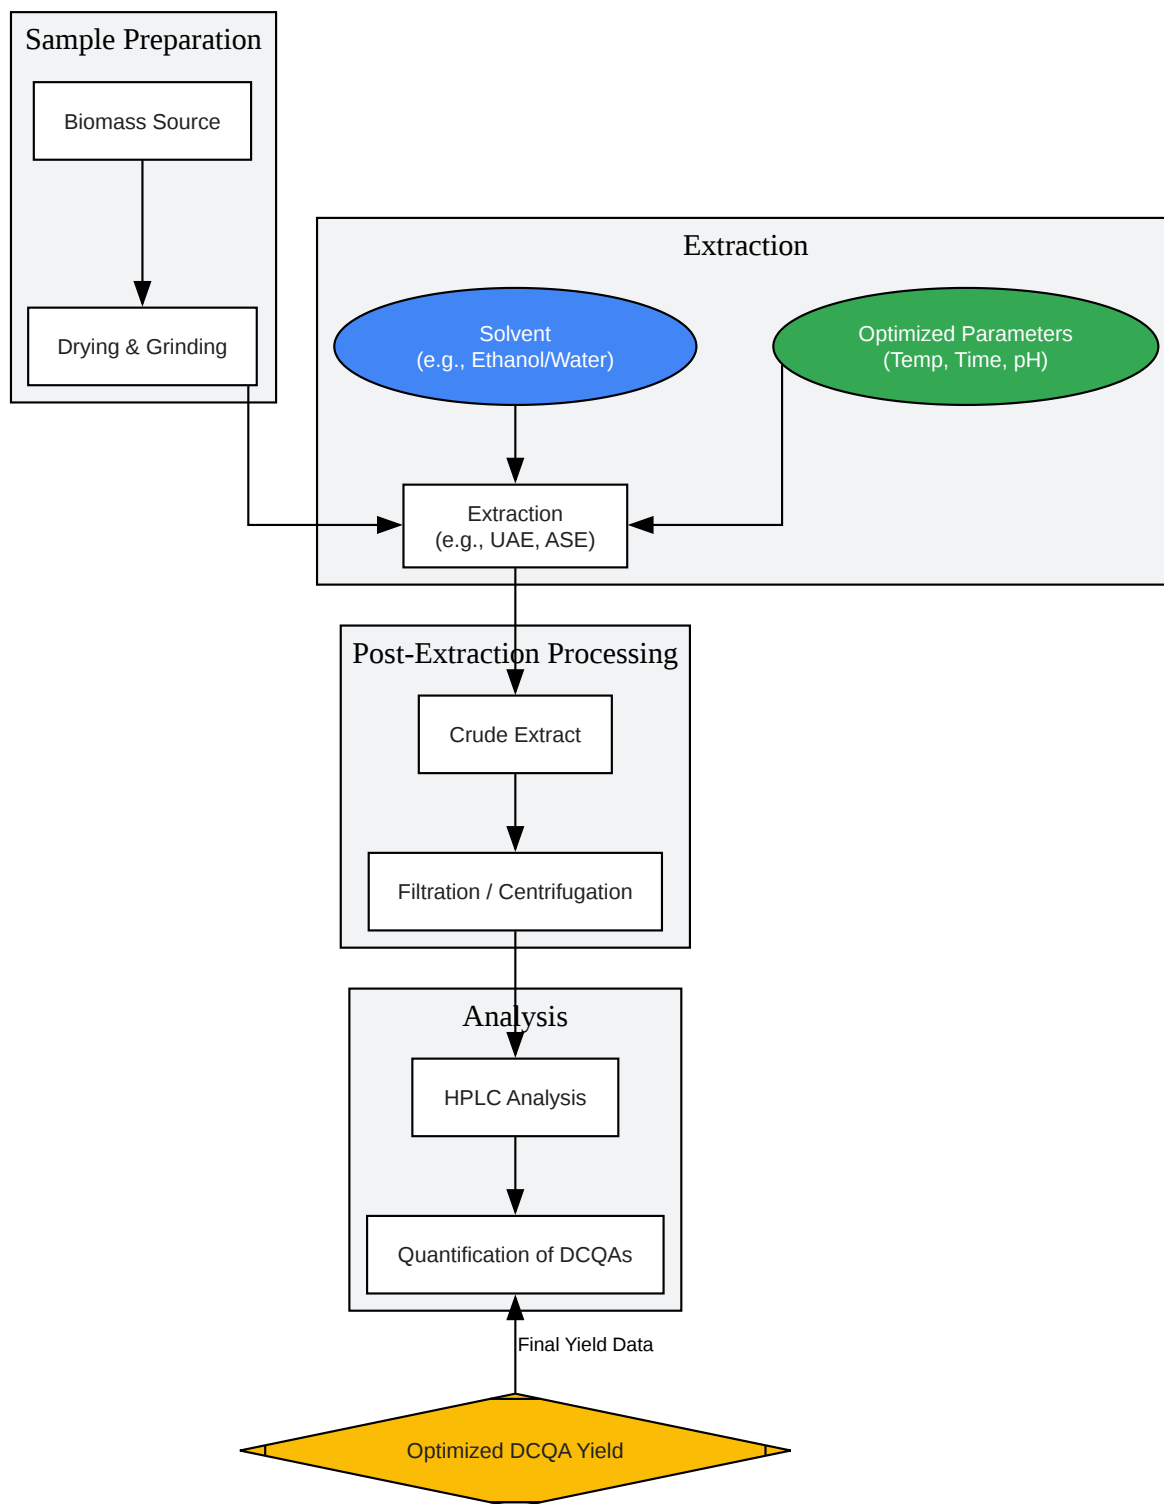 Sample Preparation
Biomass Source
Drying & Grinding
Extraction
Solvent
(e.g., Ethanol/Water)
Optimized Parameters
(Temp, Time, pH)
Extraction
(e.g., UAE, ASE)
Post-Extraction Processing
Crude Extract
Filtration / Centrifugation
Analysis
HPLC Analysis
Quantification of DCQAs
Final Yield Data
Optimized DCQA Yield